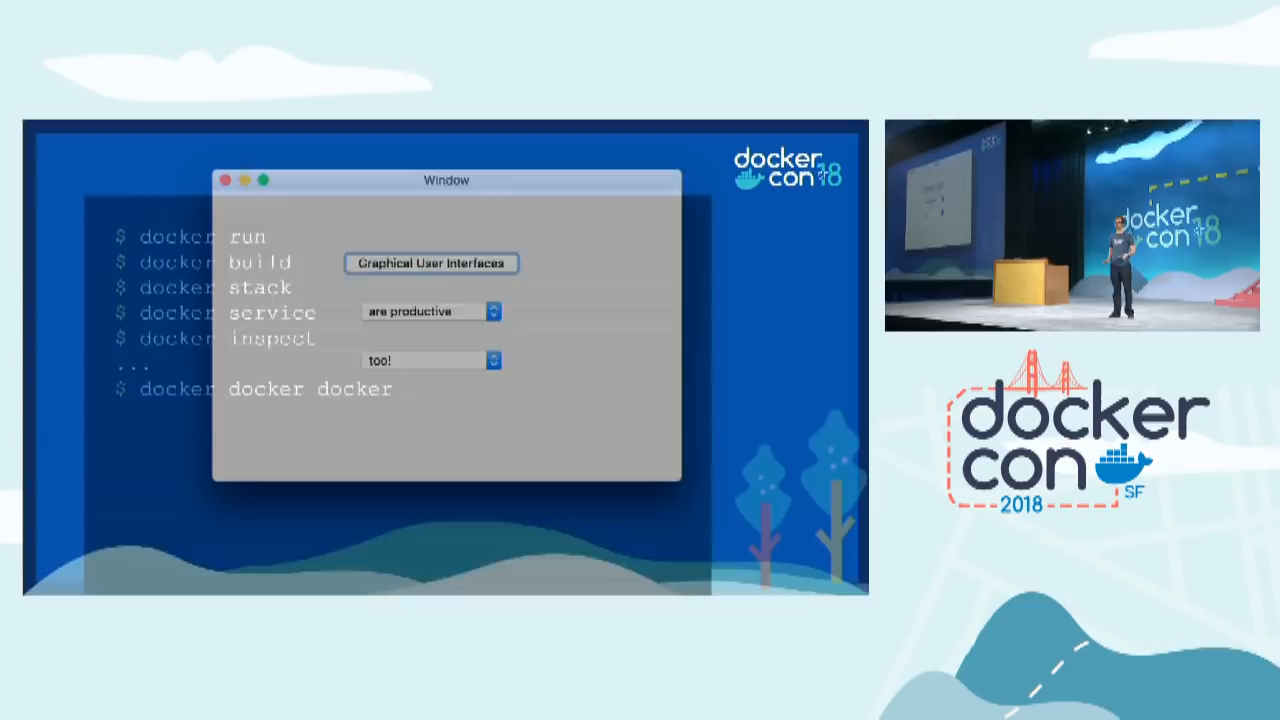 docker
con 18
Window
$ docker run
$ docker build
$ docker stack
$ docker service
$ docker inspect
...
$ docker docker docker
Graphical User Interfaces
are productive
too!
docker
con 18
docker
con
SF
2018